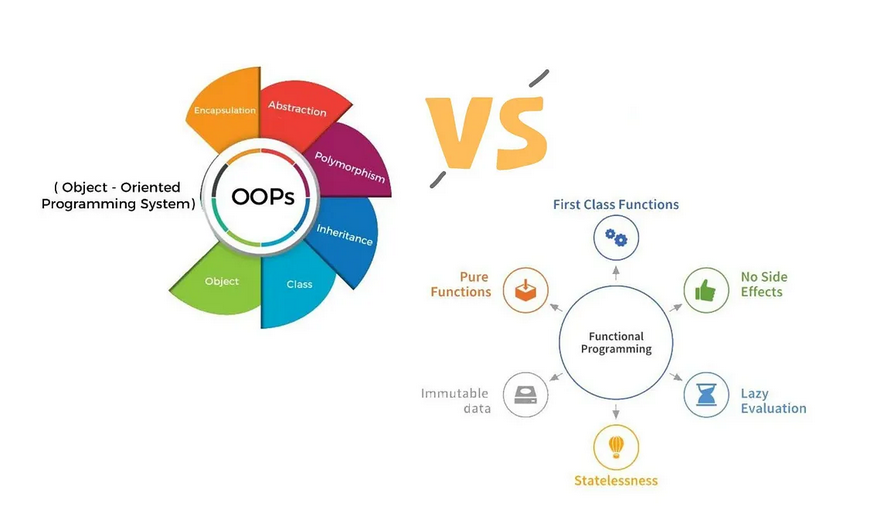 Encapsulation
Abstraction
Polymorphism
Inheritance
Class
Object
OOPs
( Object - Oriented
Programming System)
VS
First Class Functions
Pure
Functions
No Side
Effects
Functional
Programming
Immutable
data
Lazy
Evaluation
Statelessness